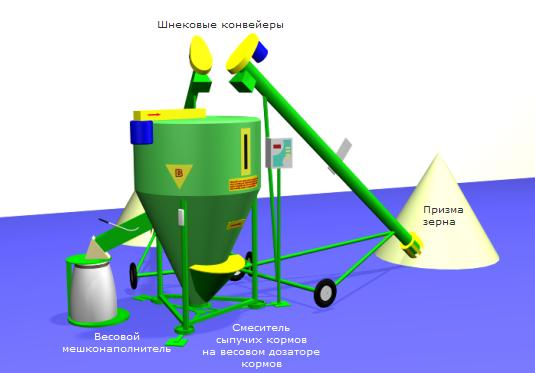 Шнековые конвейеры
В
Призма
зерна
Весовой
мешконаполнитель
Смеситель
сыпучих кормов
на весовом дозаторе
кормов